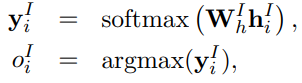 y_i^I = softmax (W_h^I h_i^I),
o_i^I = argmax(y_i^I),